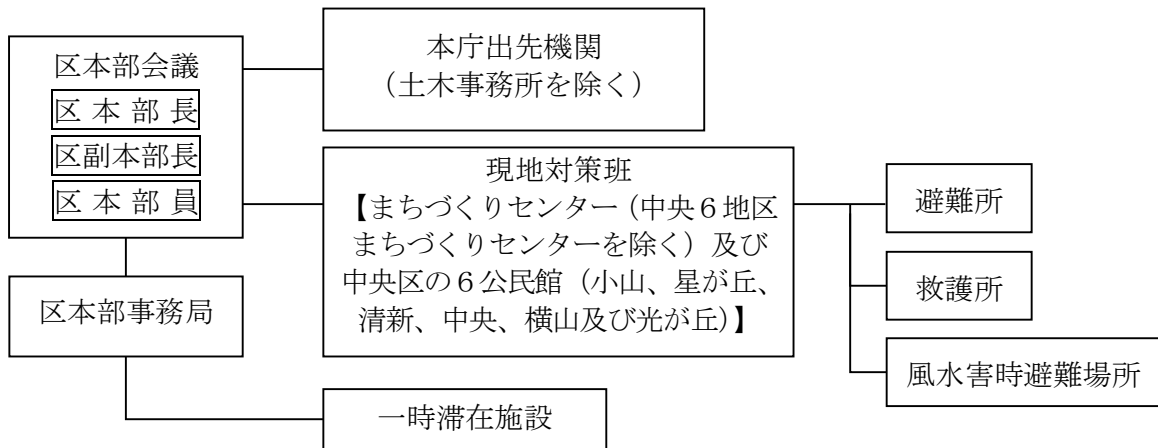 区本部会議
区 本 部 長
区副本部長
区 本 部 員
区本部事務局
本庁出先機関
(土木事務所を除く)
現地対策班
【まちづくりセンター(中央6地区
まちづくりセンターを除く)及び
中央区の6公民館(小山、星が丘、
清新、中央、横山及び光が丘)】
一時滞在施設
避難所
救護所
風水害時避難場所